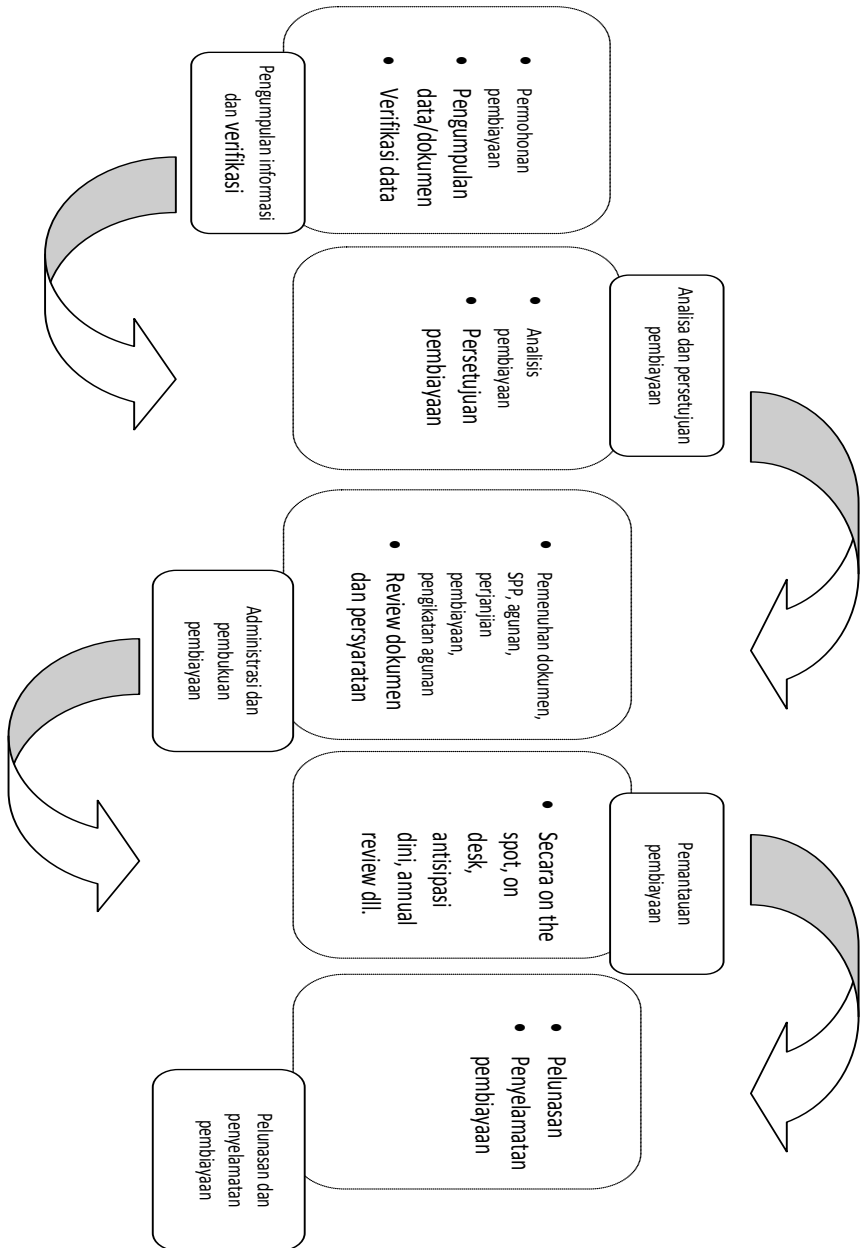 Permohonan
pembiayaan
Pengumpulan
data/dokumen
Verifikasi data
Pengumpulan informasi
dan verifikasi
Analisa dan persetujuan
pembiayaan
Analisis
pembiayaan
Persetujuan
pembiayaan
Pemenuhan dokumen,
SPP, agunan,
perjanjian
pembiayaan,
pengikatan agunan
Review dokumen
dan persyaratan
Administrasi dan
pembukuan
pembiayaan
Pemantauan
pembiayaan
Secara on the
spot, on
desk,
antisipasi
dini, annual
review dll.
Pelunasan
Penyelamatan
pembiayaan
Pelunasan dan
penyelamatan
pembiayaan